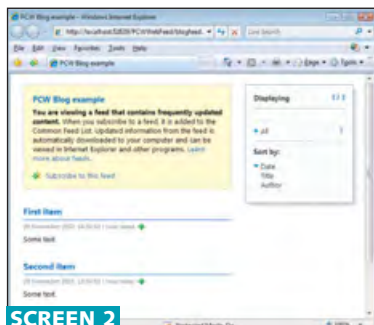 PCW Blog example - Windows Internet Explorer
Live Search
File Edit View Favorites Tools Help
PCW Blog example
Page Tools
PCW Blog example
You are viewing a feed that contains frequently updated
content. When you subscribe to a feed, it is added to the
Common Feed List. Updated information from the feed is
automatically downloaded to your computer and can be
viewed in Internet Explorer and other programs. Learn
more about feeds.
Subscribe to this feed
Displaying
All
Sort by:
Date
Title
Author
First Item
Some text
Second Item
Some text
SCREEN 2